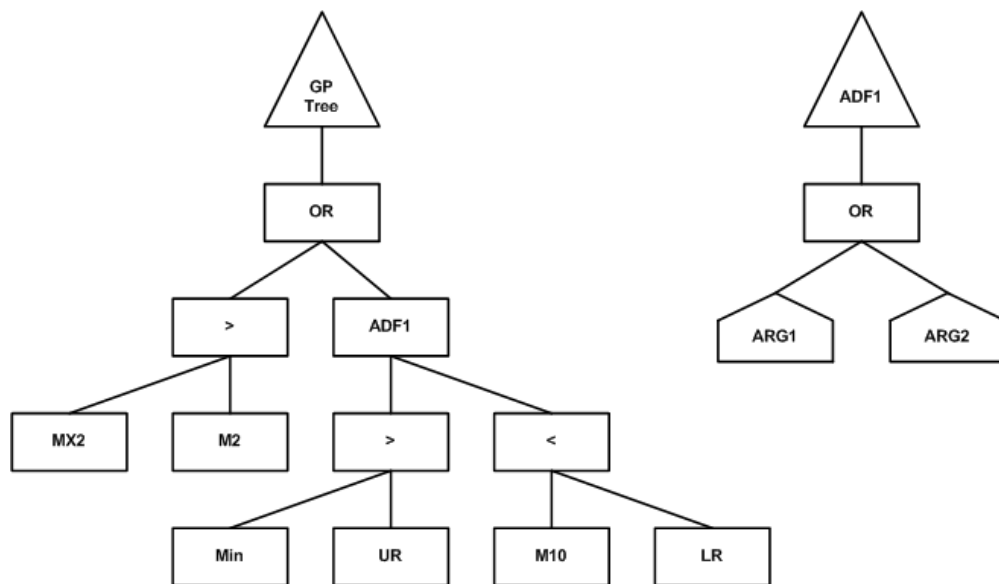 GP
Tree
ADF1
OR
OR
>
ADF1
ARG1
ARG2
MX2
M2
>
<
Min
UR
M10
LR